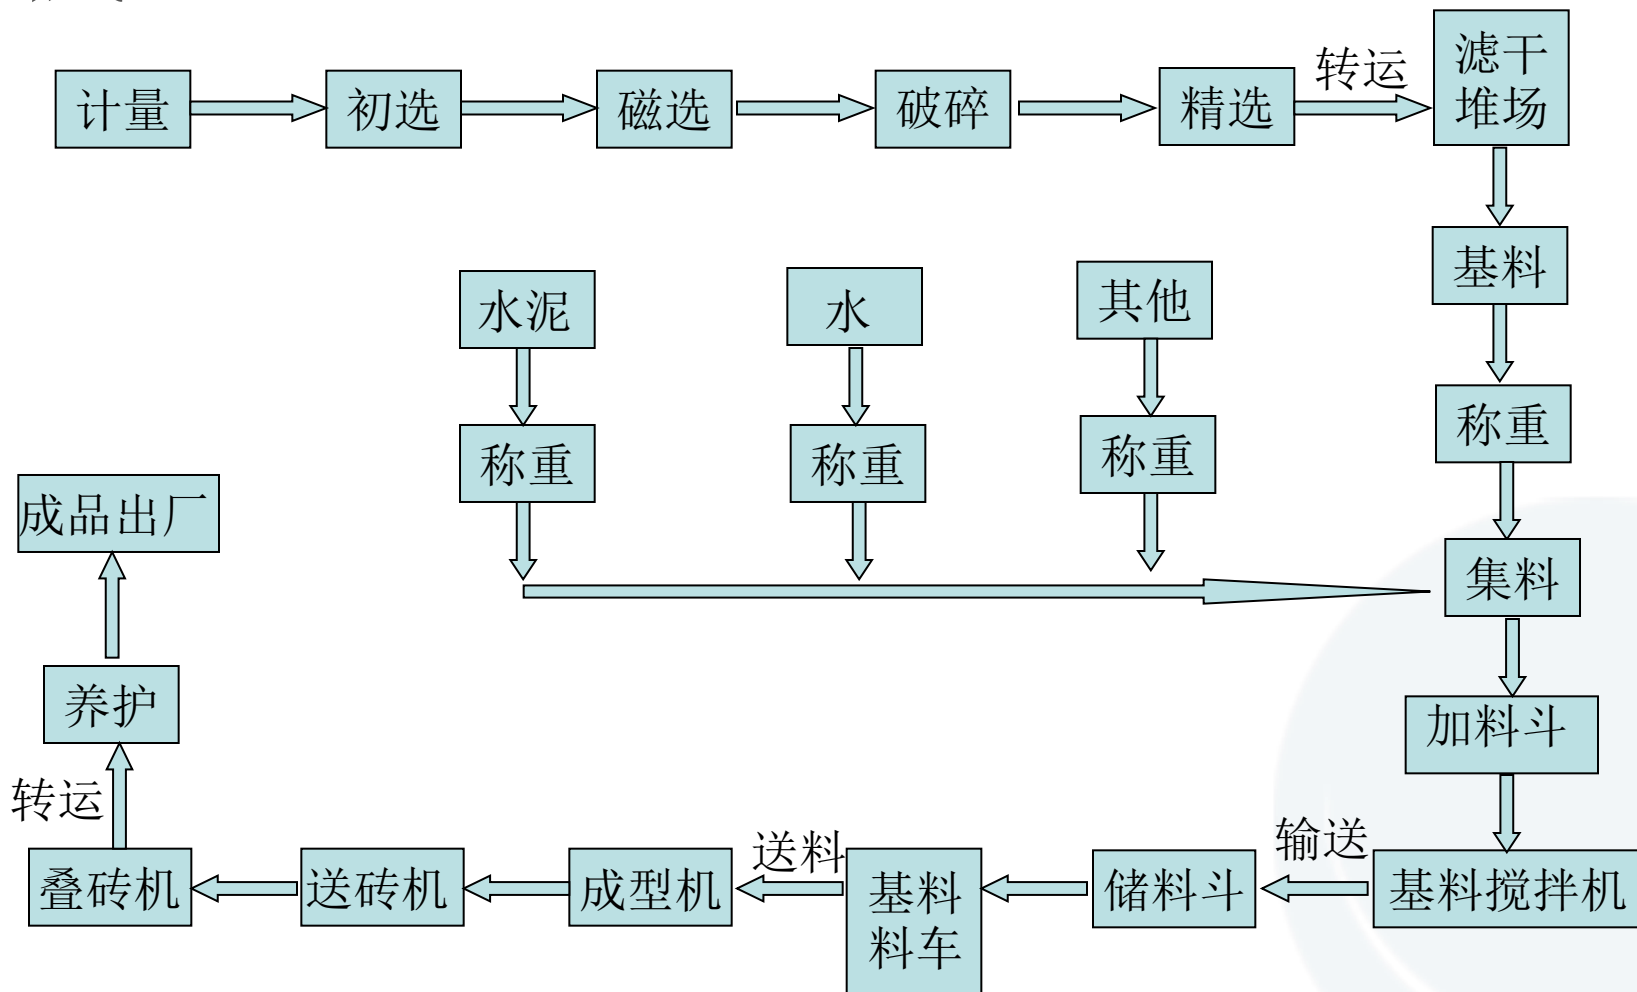 计量
初选
磁选
破碎
精选
转运
滤干
堆场
基料
称重
水泥
水
其他
称重
称重
称重
集料
加料斗
基料搅拌机
输送
储料斗
基料
料车
送料
成型机
送砖机
叠砖机
转运
养护
成品出厂